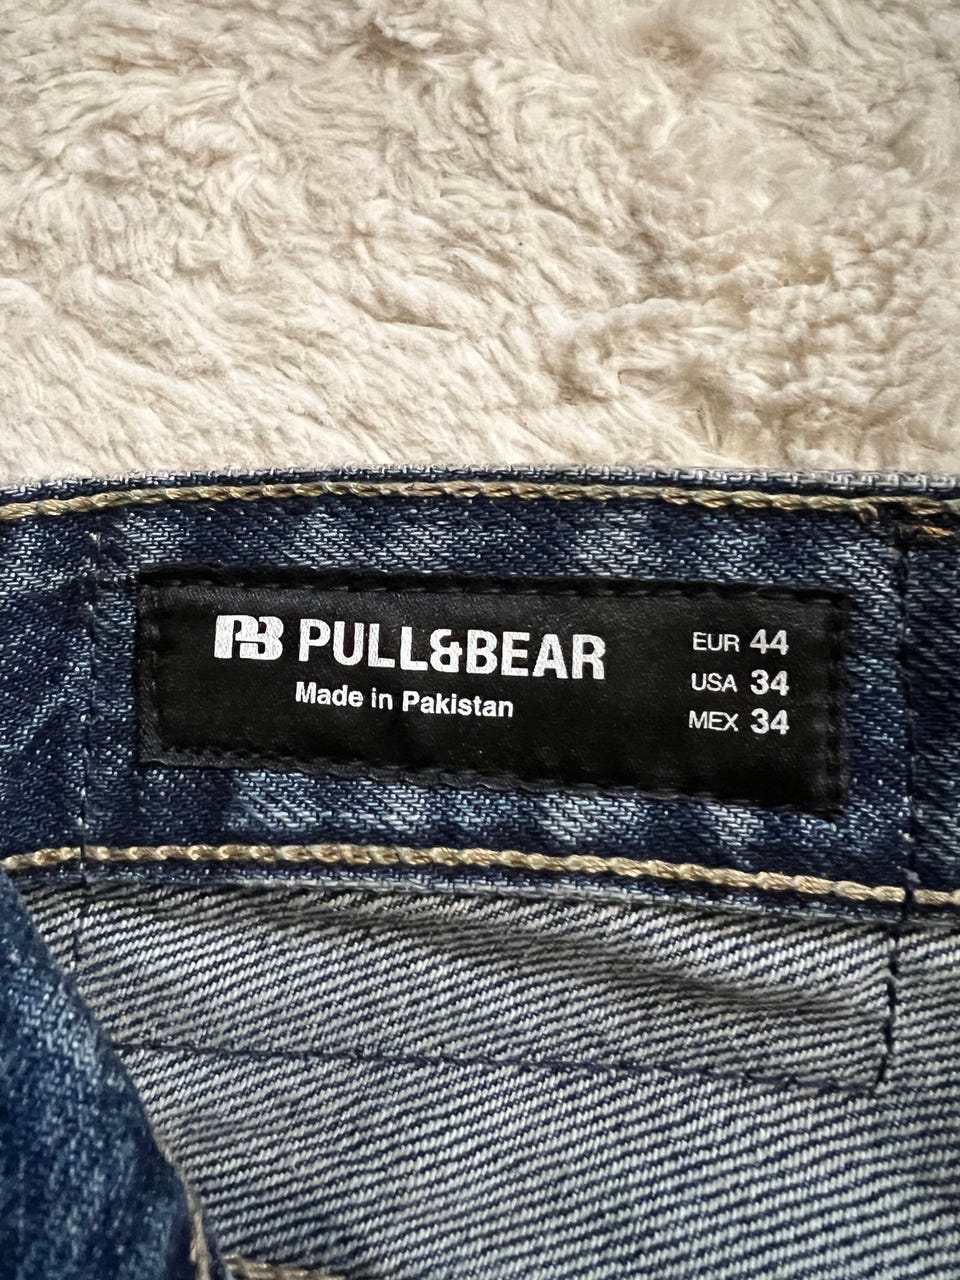 PB PULL&BEAR
Made in Pakistan
EUR 44
USA 34
MEX 34